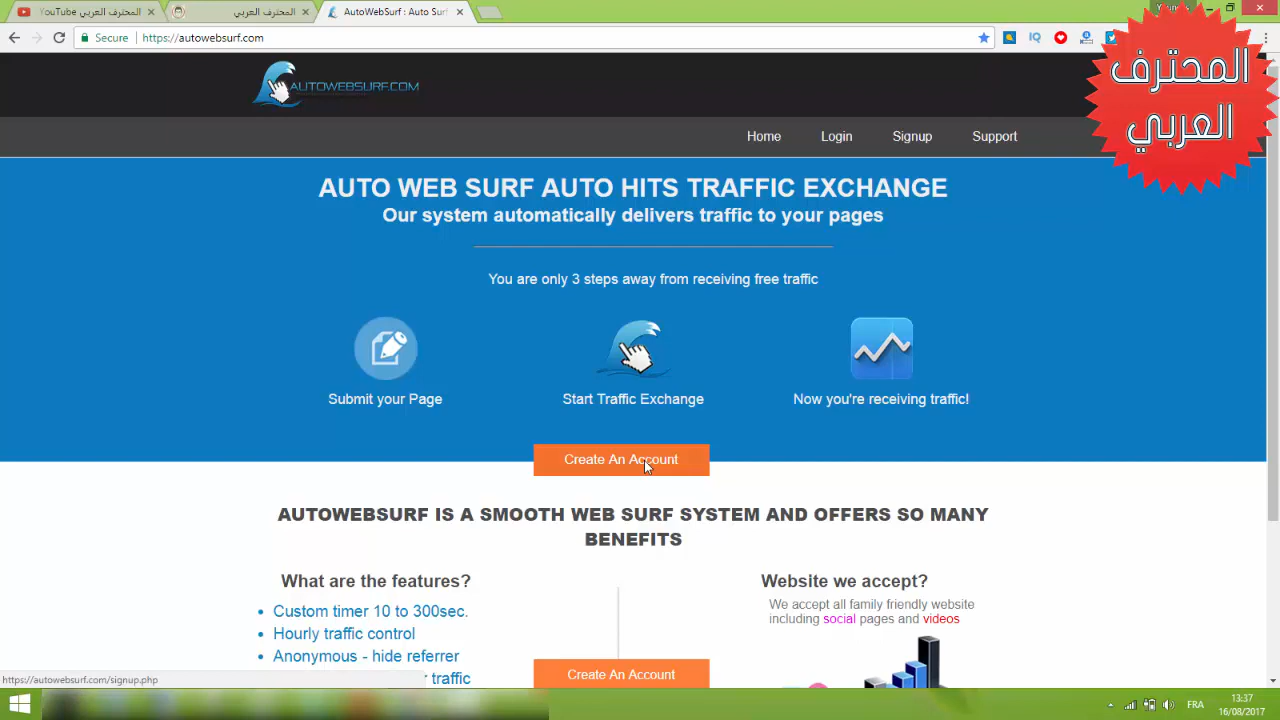 المحترف العربي YouTube
المحترف العربي
AutoWebSurf : Auto Surf
Secure
https://autowebsurf.com
IQ
المحترف
العربي
AUTOWEBSURF.COM
Home
Login
Signup
Support
AUTO WEB SURF AUTO HITS TRAFFIC EXCHANGE
Our system automatically delivers traffic to your pages
You are only 3 steps away from receiving free traffic
Submit your Page
Start Traffic Exchange
Now you're receiving traffic!
Create An Account
AUTOWEBSURF IS A SMOOTH WEB SURF SYSTEM AND OFFERS SO MANY
BENEFITS
What are the features?
Custom timer 10 to 300sec.
Hourly traffic control
Anonymous - hide referrer
r traffic
Website we accept?
We accept all family friendly website
including social pages and videos
Create An Account
https://autowebsurf.com/signup.php
FRA
13:37
16/08/2017